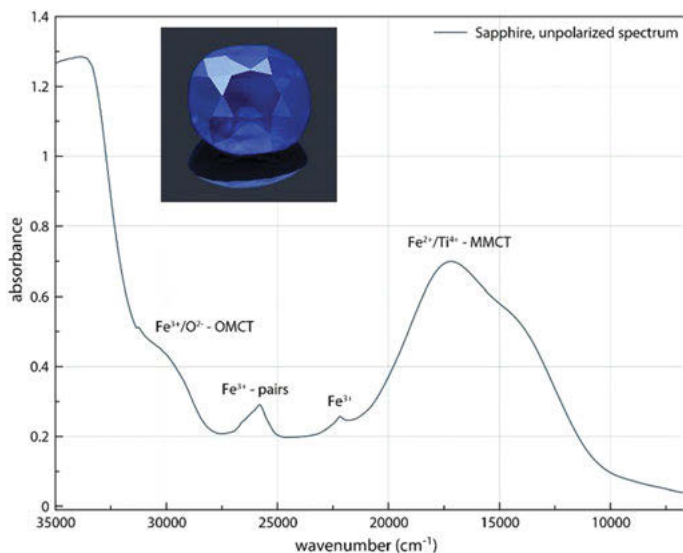 1.4
Sapphire, unpolarized spectrum
1.2
1
absorbance
0.8
Fe²⁺/Ti⁴⁺ - MMCT
0.6
Fe³⁺/O²⁻ - OMCT
0.4
Fe³⁺ - pairs
Fe³⁺
0.2
0
35000 30000 25000 20000 15000 10000
wavenumber (cm⁻¹)